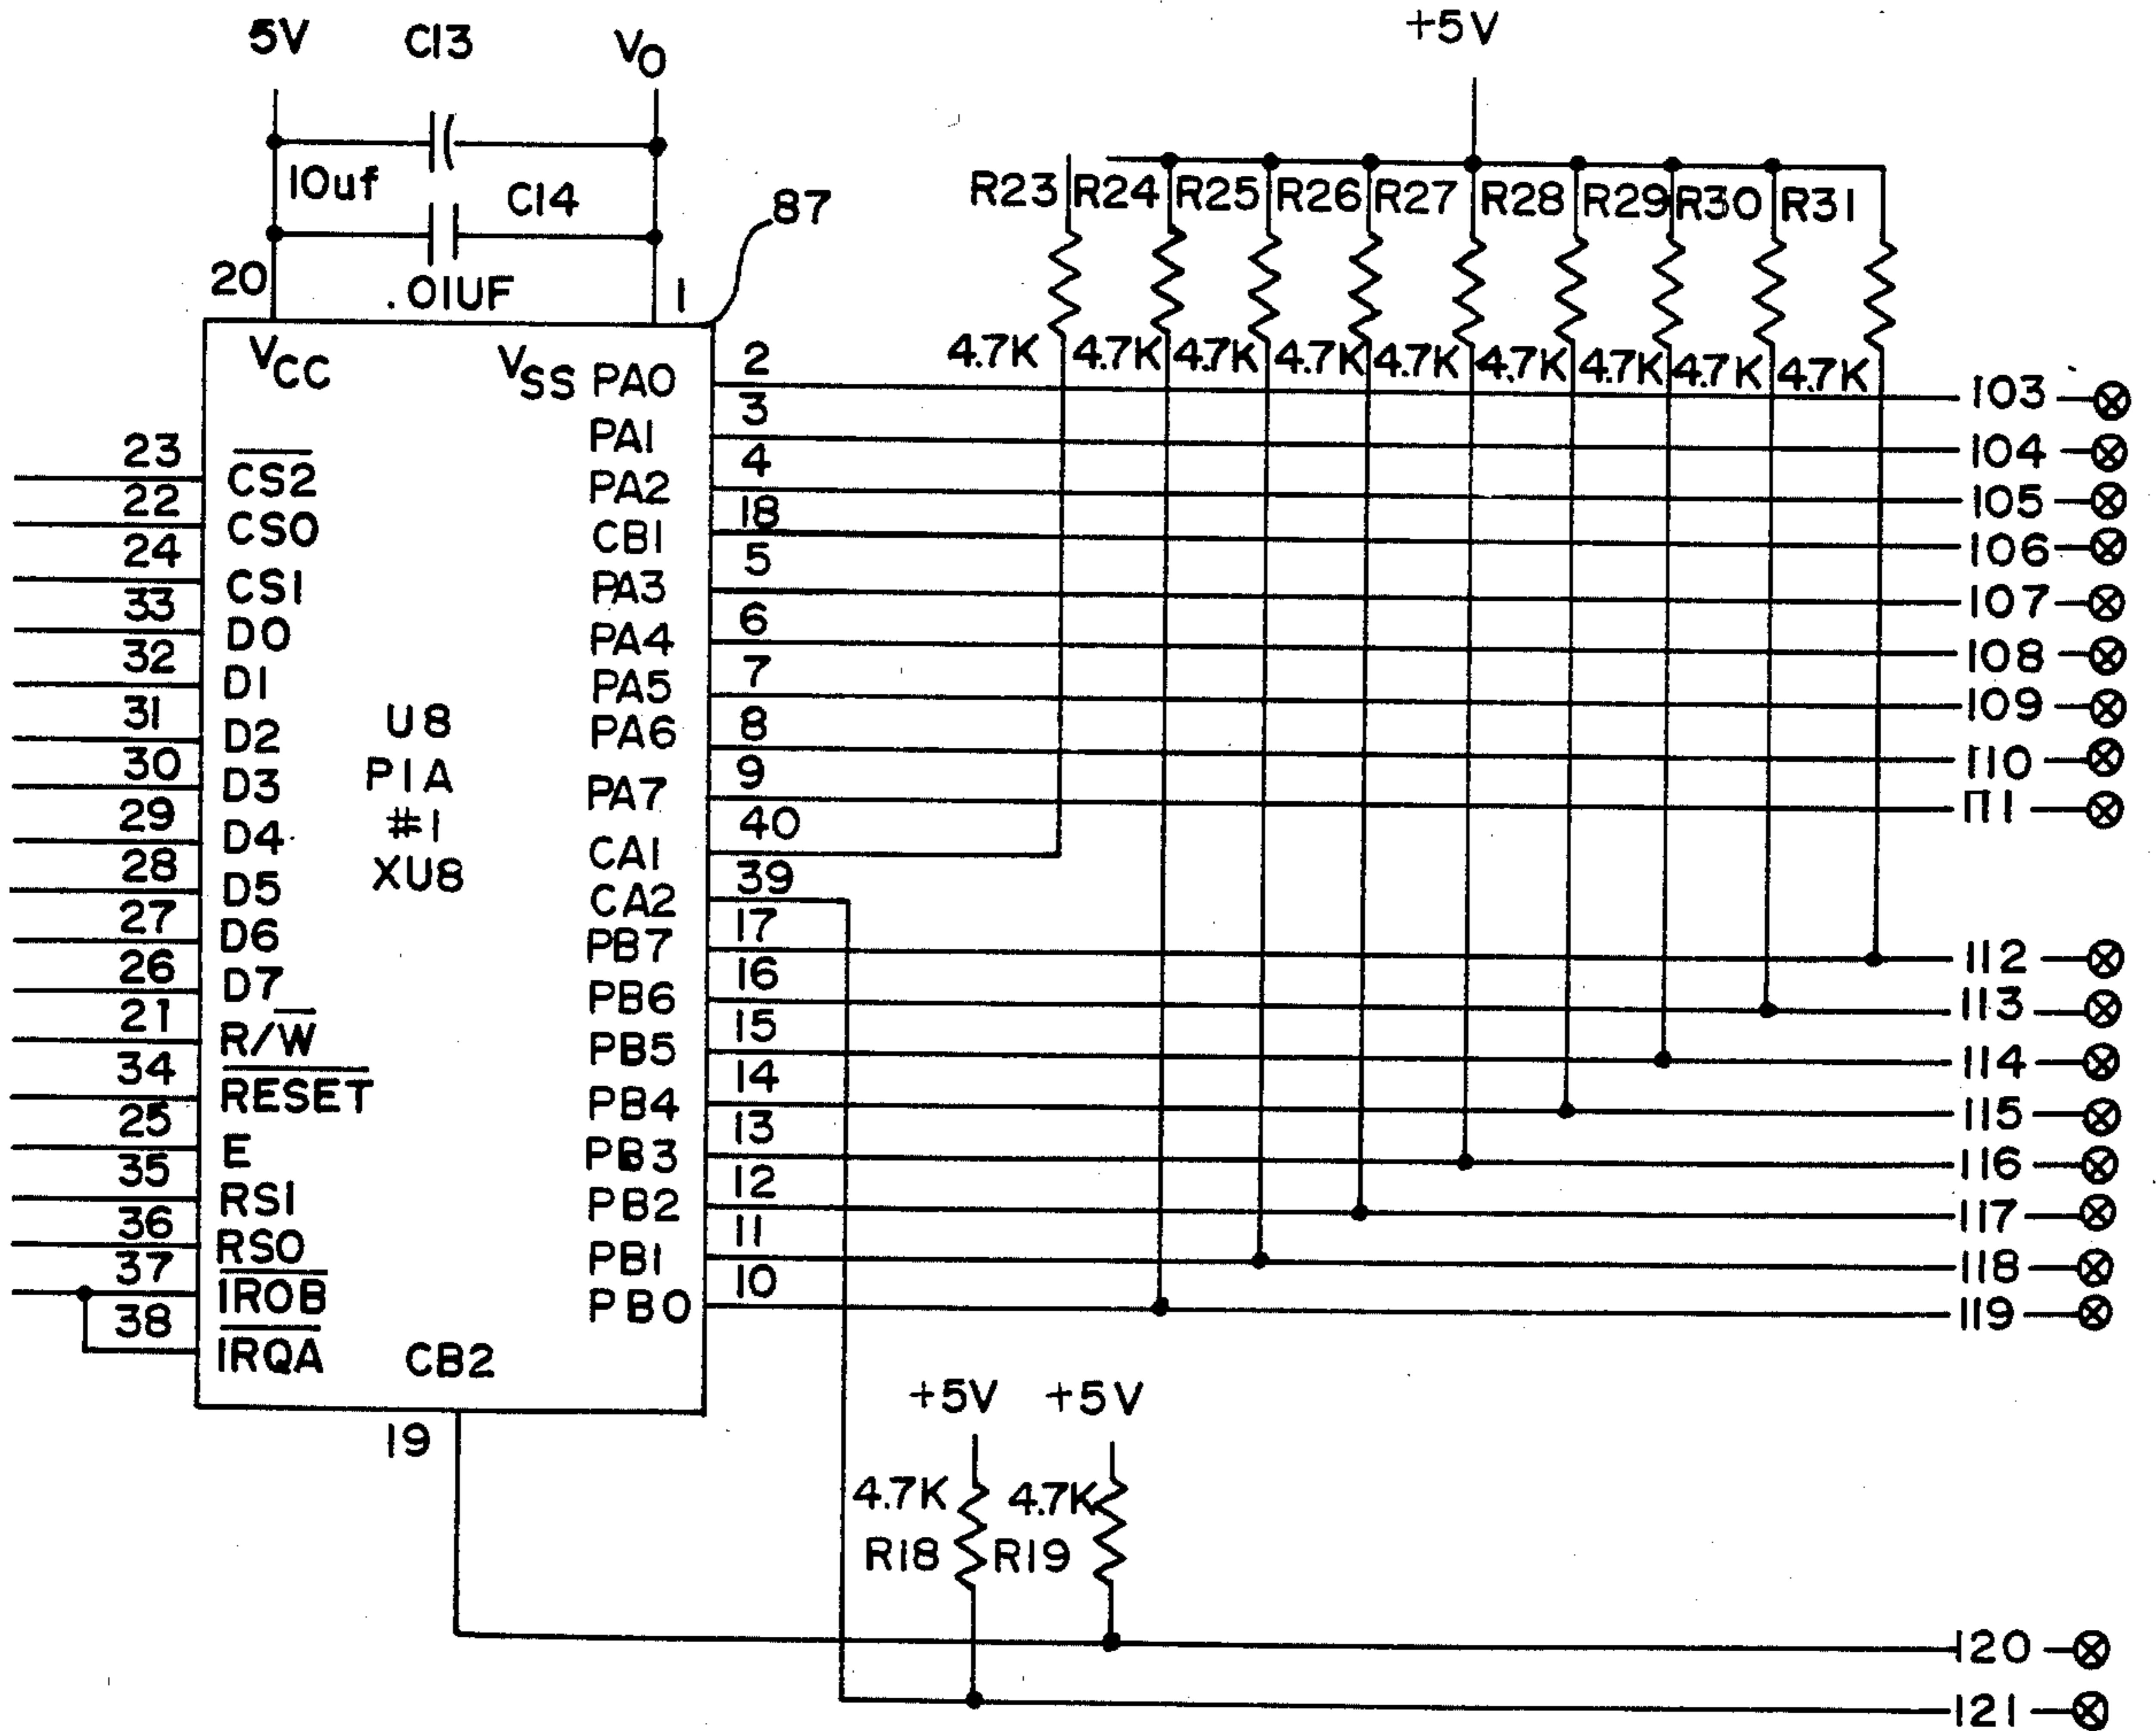 5V C13 VO +5V
10uf C14 87
20 .01UF 1
R23 R24 R25 R26 R27 R28 R29 R30 R31
4.7K 4.7K 4.7K 4.7K 4.7K 4.7K 4.7K 4.7K 4.7K
VCC VSS PA0 2 103
PA1 3 104
23 CS2 PA2 4 105
22 CS0 CB1 18 106
24 CS1 PA3 5 107
33 D0 PA4 6 108
32 D1 PA5 7 109
31 D2 U8 PA6 8 110
30 D3 PIA PA7 9 111
29 D4 #1 CA1 40
28 D5 XU8 CA2 39
27 D6 PB7 17 112
26 D7 PB6 16 113
21 R/W PB5 15 114
34 RESET PB4 14 115
25 E PB3 13 116
35 RS1 PB2 12 117
36 RS0 PB1 11 118
37 IROB PB0 10 119
38 IRQA CB2
19 +5V +5V
4.7K 4.7K
R18 R19
120
121